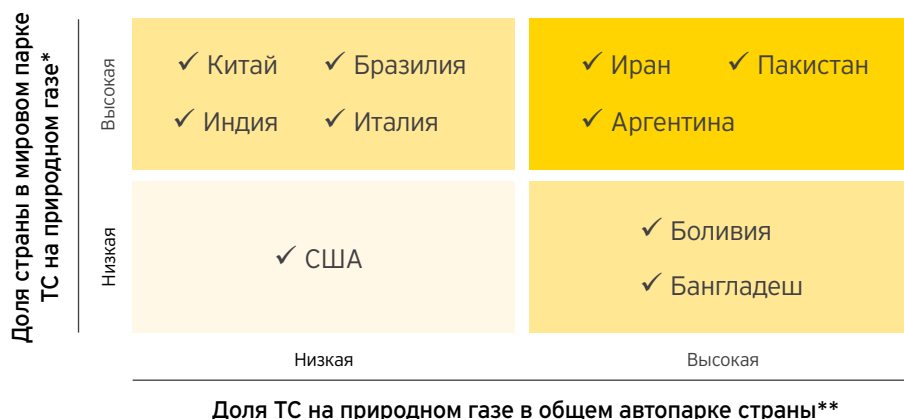 Доля страны в мировом парке
ТС на природном газе*
Высокая
✓ Китай ✓ Бразилия
✓ Индия ✓ Италия
✓ Иран ✓ Пакистан
✓ Аргентина
Низкая
✓ США
✓ Боливия
✓ Бангладеш
Низкая
Высокая
Доля ТС на природном газе в общем автопарке страны**